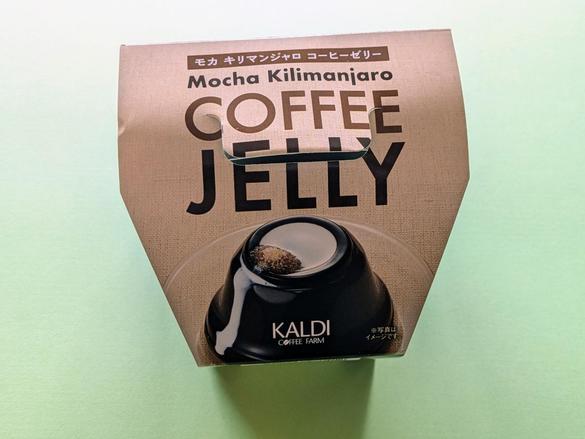 モカ キリマンジャロ コーヒーゼリー
Mocha Kilimanjaro
COFFEE
JELLY
KALDI
COFFEE FARM
※写真は
イメージです